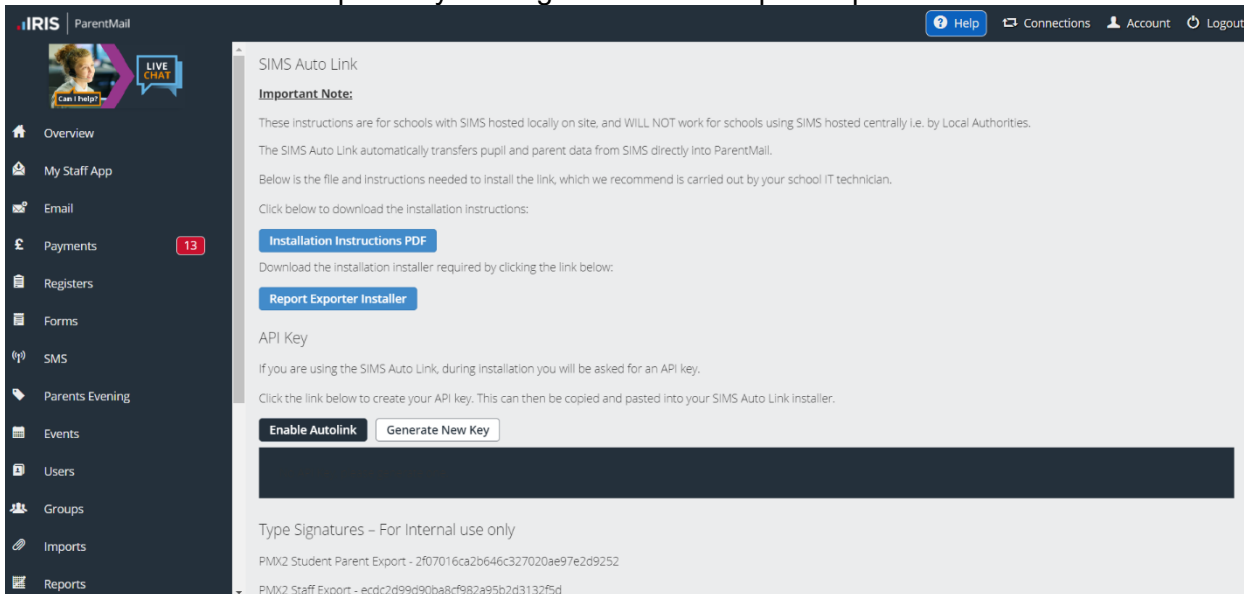 IRIS ParentMail
Help
Connections
Account
Logout
LIVE
CHAT
Can I help?
Overview
My Staff App
Email
Payments 13
Registers
Forms
SMS
Parents Evening
Events
Users
Groups
Imports
Reports
SIMS Auto Link
Important Note:
These instructions are for schools with SIMS hosted locally on site, and WILL NOT work for schools using SIMS hosted centrally i.e. by Local Authorities.
The SIMS Auto Link automatically transfers pupil and parent data from SIMS directly into ParentMail.
Below is the file and instructions needed to install the link, which we recommend is carried out by your school IT technician.
Click below to download the installation instructions:
Installation Instructions PDF
Download the installation installer required by clicking the link below:
Report Exporter Installer
API Key
If you are using the SIMS Auto Link, during installation you will be asked for an API key.
Click the link below to create your API key. This can then be copied and pasted into your SIMS Auto Link installer.
Enable Autolink Generate New Key
Type Signatures – For Internal use only
PMX2 Student Parent Export - 2f07016ca2b646c327020ae97e2d9252
PMX2 Staff Export - ecdc2d99d90ba8cf982a95b2d3132f5d